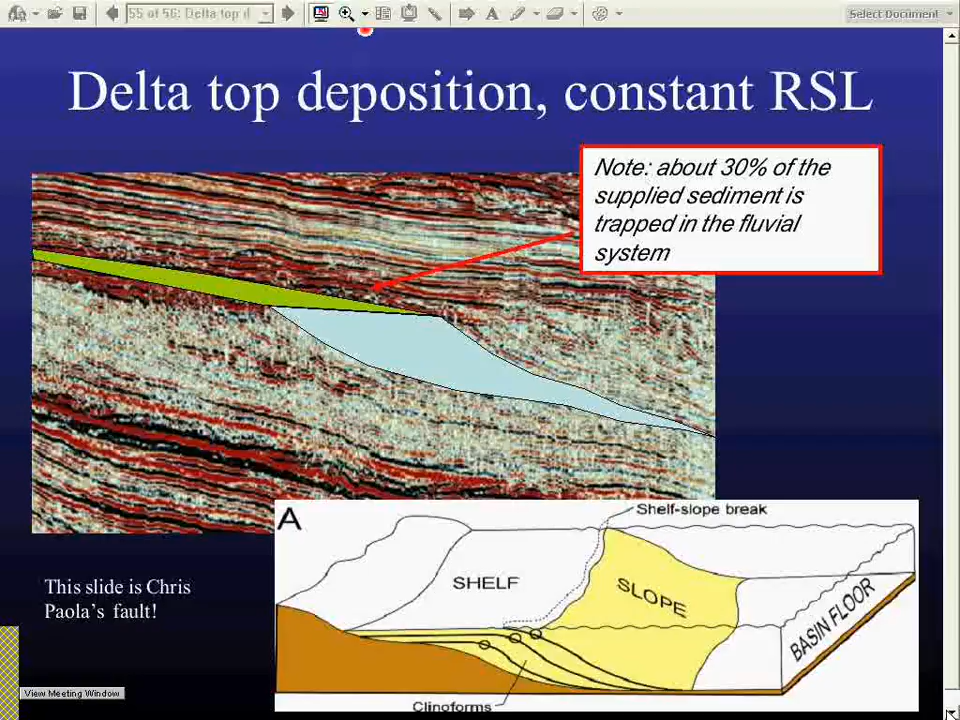 55 of 56: Delta top d
Select Document
Delta top deposition, constant RSL
Note: about 30% of the
supplied sediment is
trapped in the fluvial
system
A
Shelf-slope break
SHELF
SLOPE
BASIN FLOOR
Clinoforms
This slide is Chris
Paola's fault!
View Meeting Window